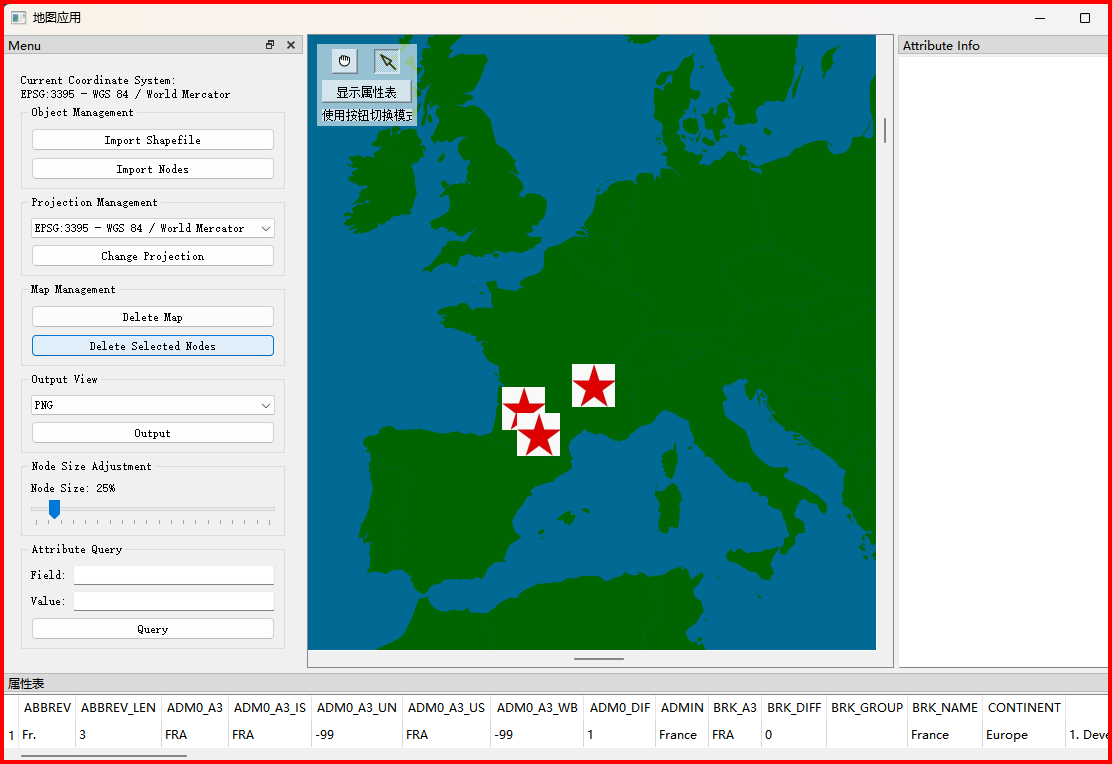 地图应用
Menu
Current Coordinate System:
EPSG:3395 - WGS 84 / World Mercator
Object Management
Import Shapefile
Import Nodes
Projection Management
EPSG:3395 - WGS 84 / World Mercator
Change Projection
Map Management
Delete Map
Delete Selected Nodes
Output View
PNG
Output
Node Size Adjustment
Node Size: 25%
Attribute Query
Field:
Value:
Query
显示属性表
使用按钮切换模式
Attribute Info
属性表
ABBREV ABBREV_LEN ADM0_A3 ADM0_A3_IS ADM0_A3_UN ADM0_A3_US ADM0_A3_WB ADM0_DIF ADMIN BRK_A3 BRK_DIFF BRK_GROUP BRK_NAME CONTINENT
1 Fr. 3 FRA FRA -99 FRA -99 1 France FRA 0 France Europe 1. Deve